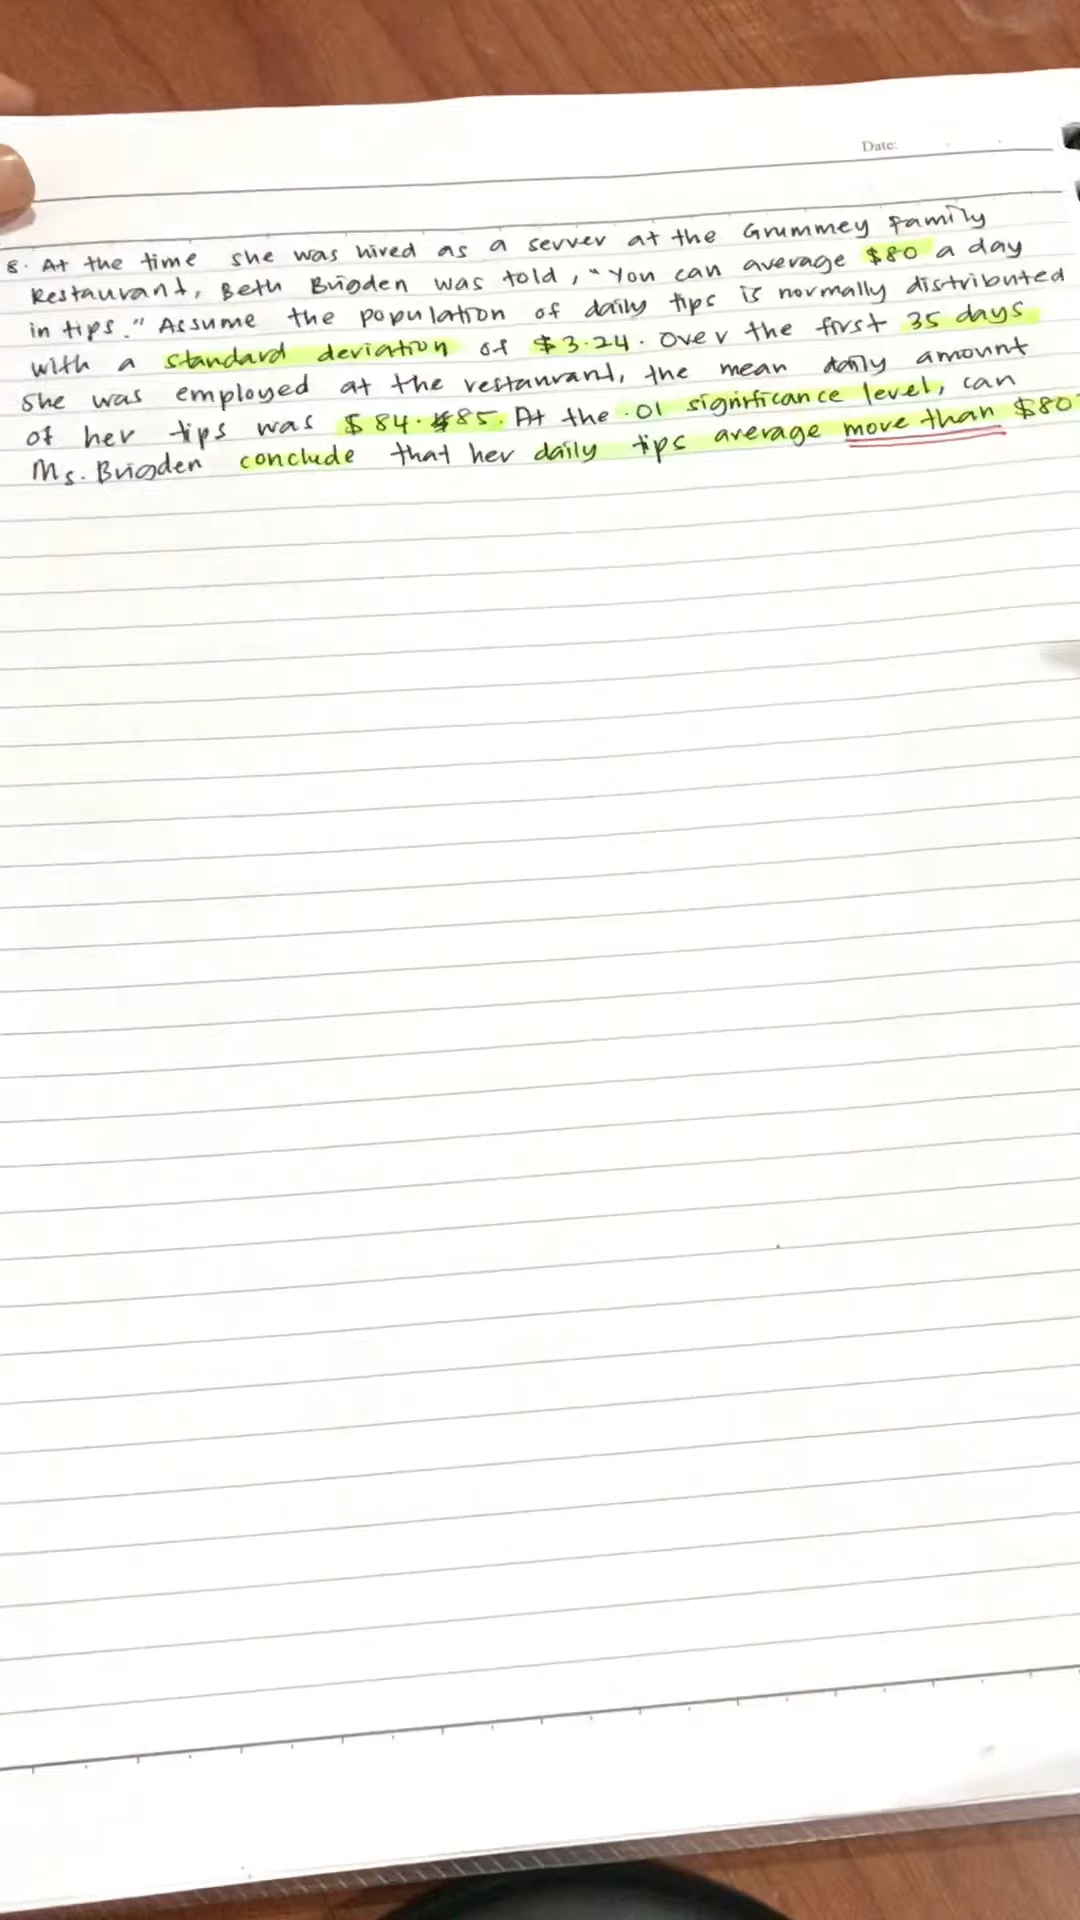 Date:
8. At the time she was hired as a server at the Grummey Family
Restaurant, Beth Brigden was told, "You can average $80 a day
in tips." Assume the population of daily tips is normally distributed
with a standard deviation of $3.24. Over the first 35 days
she was employed at the restaurant, the mean daily amount
of her tips was $84.85. At the .01 significance level, can
Ms. Brigden conclude that her daily tips average more than $80?